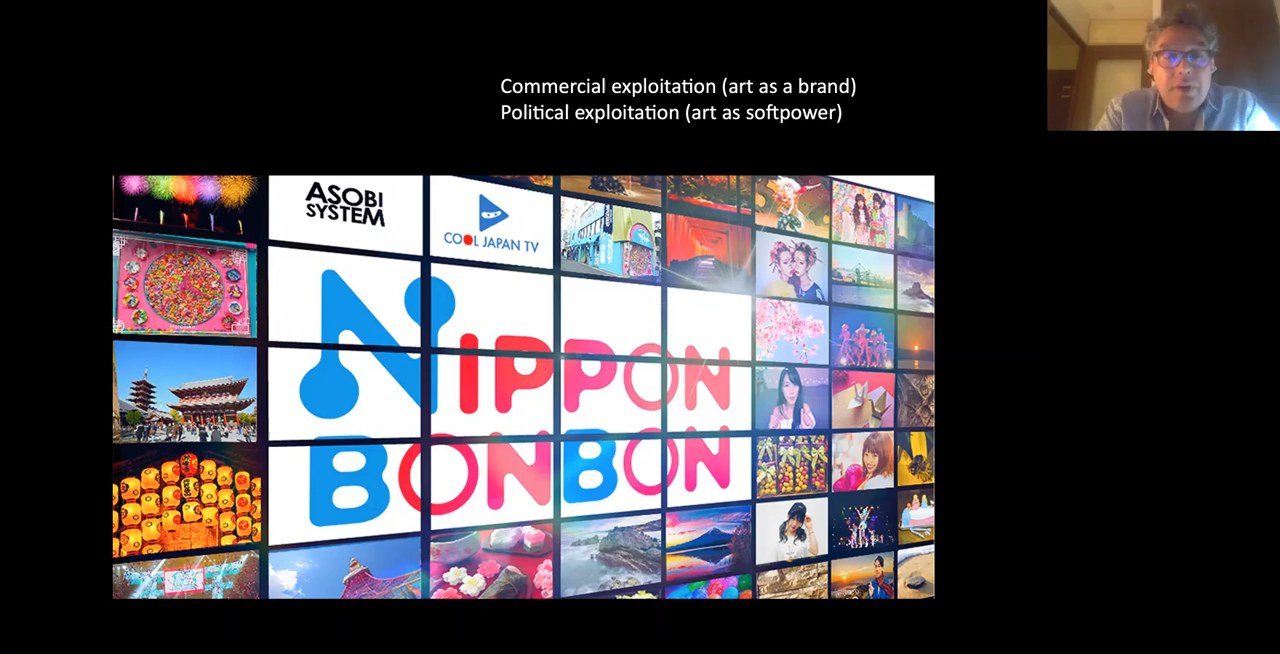 Commercial exploitation (art as a brand)
Political exploitation (art as softpower)
ASOBI
SYSTEM
COOL JAPAN TV
NIPPON
BONBON